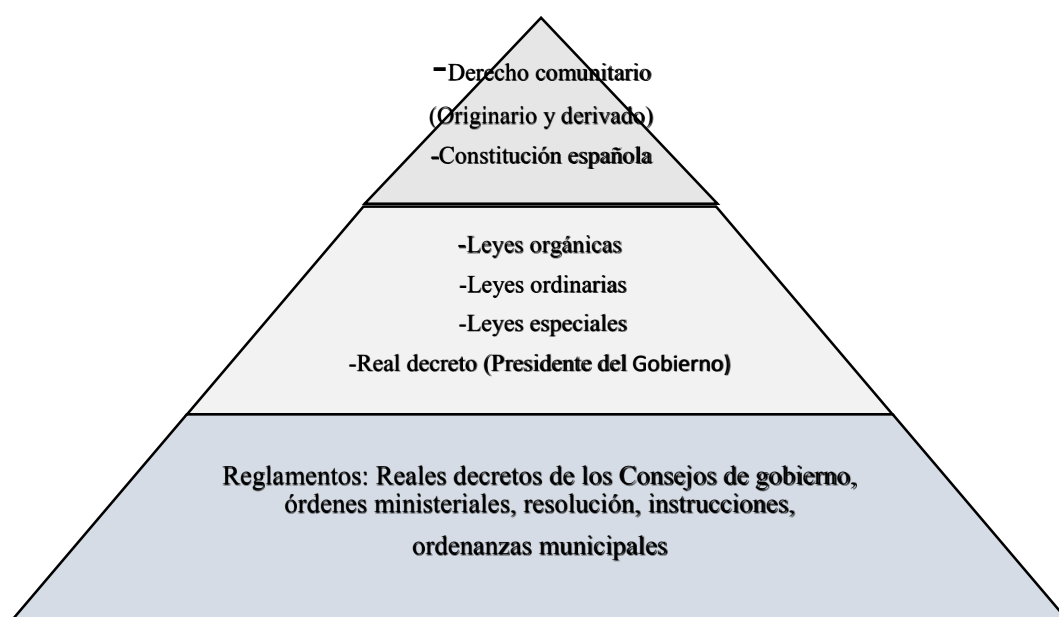 -Derecho comunitario
(Originario y derivado)
-Constitución española
-Leyes orgánicas
-Leyes ordinarias
-Leyes especiales
-Real decreto (Presidente del Gobierno)
Reglamentos: Reales decretos de los Consejos de gobierno,
órdenes ministeriales, resolución, instrucciones,
ordenanzas municipales